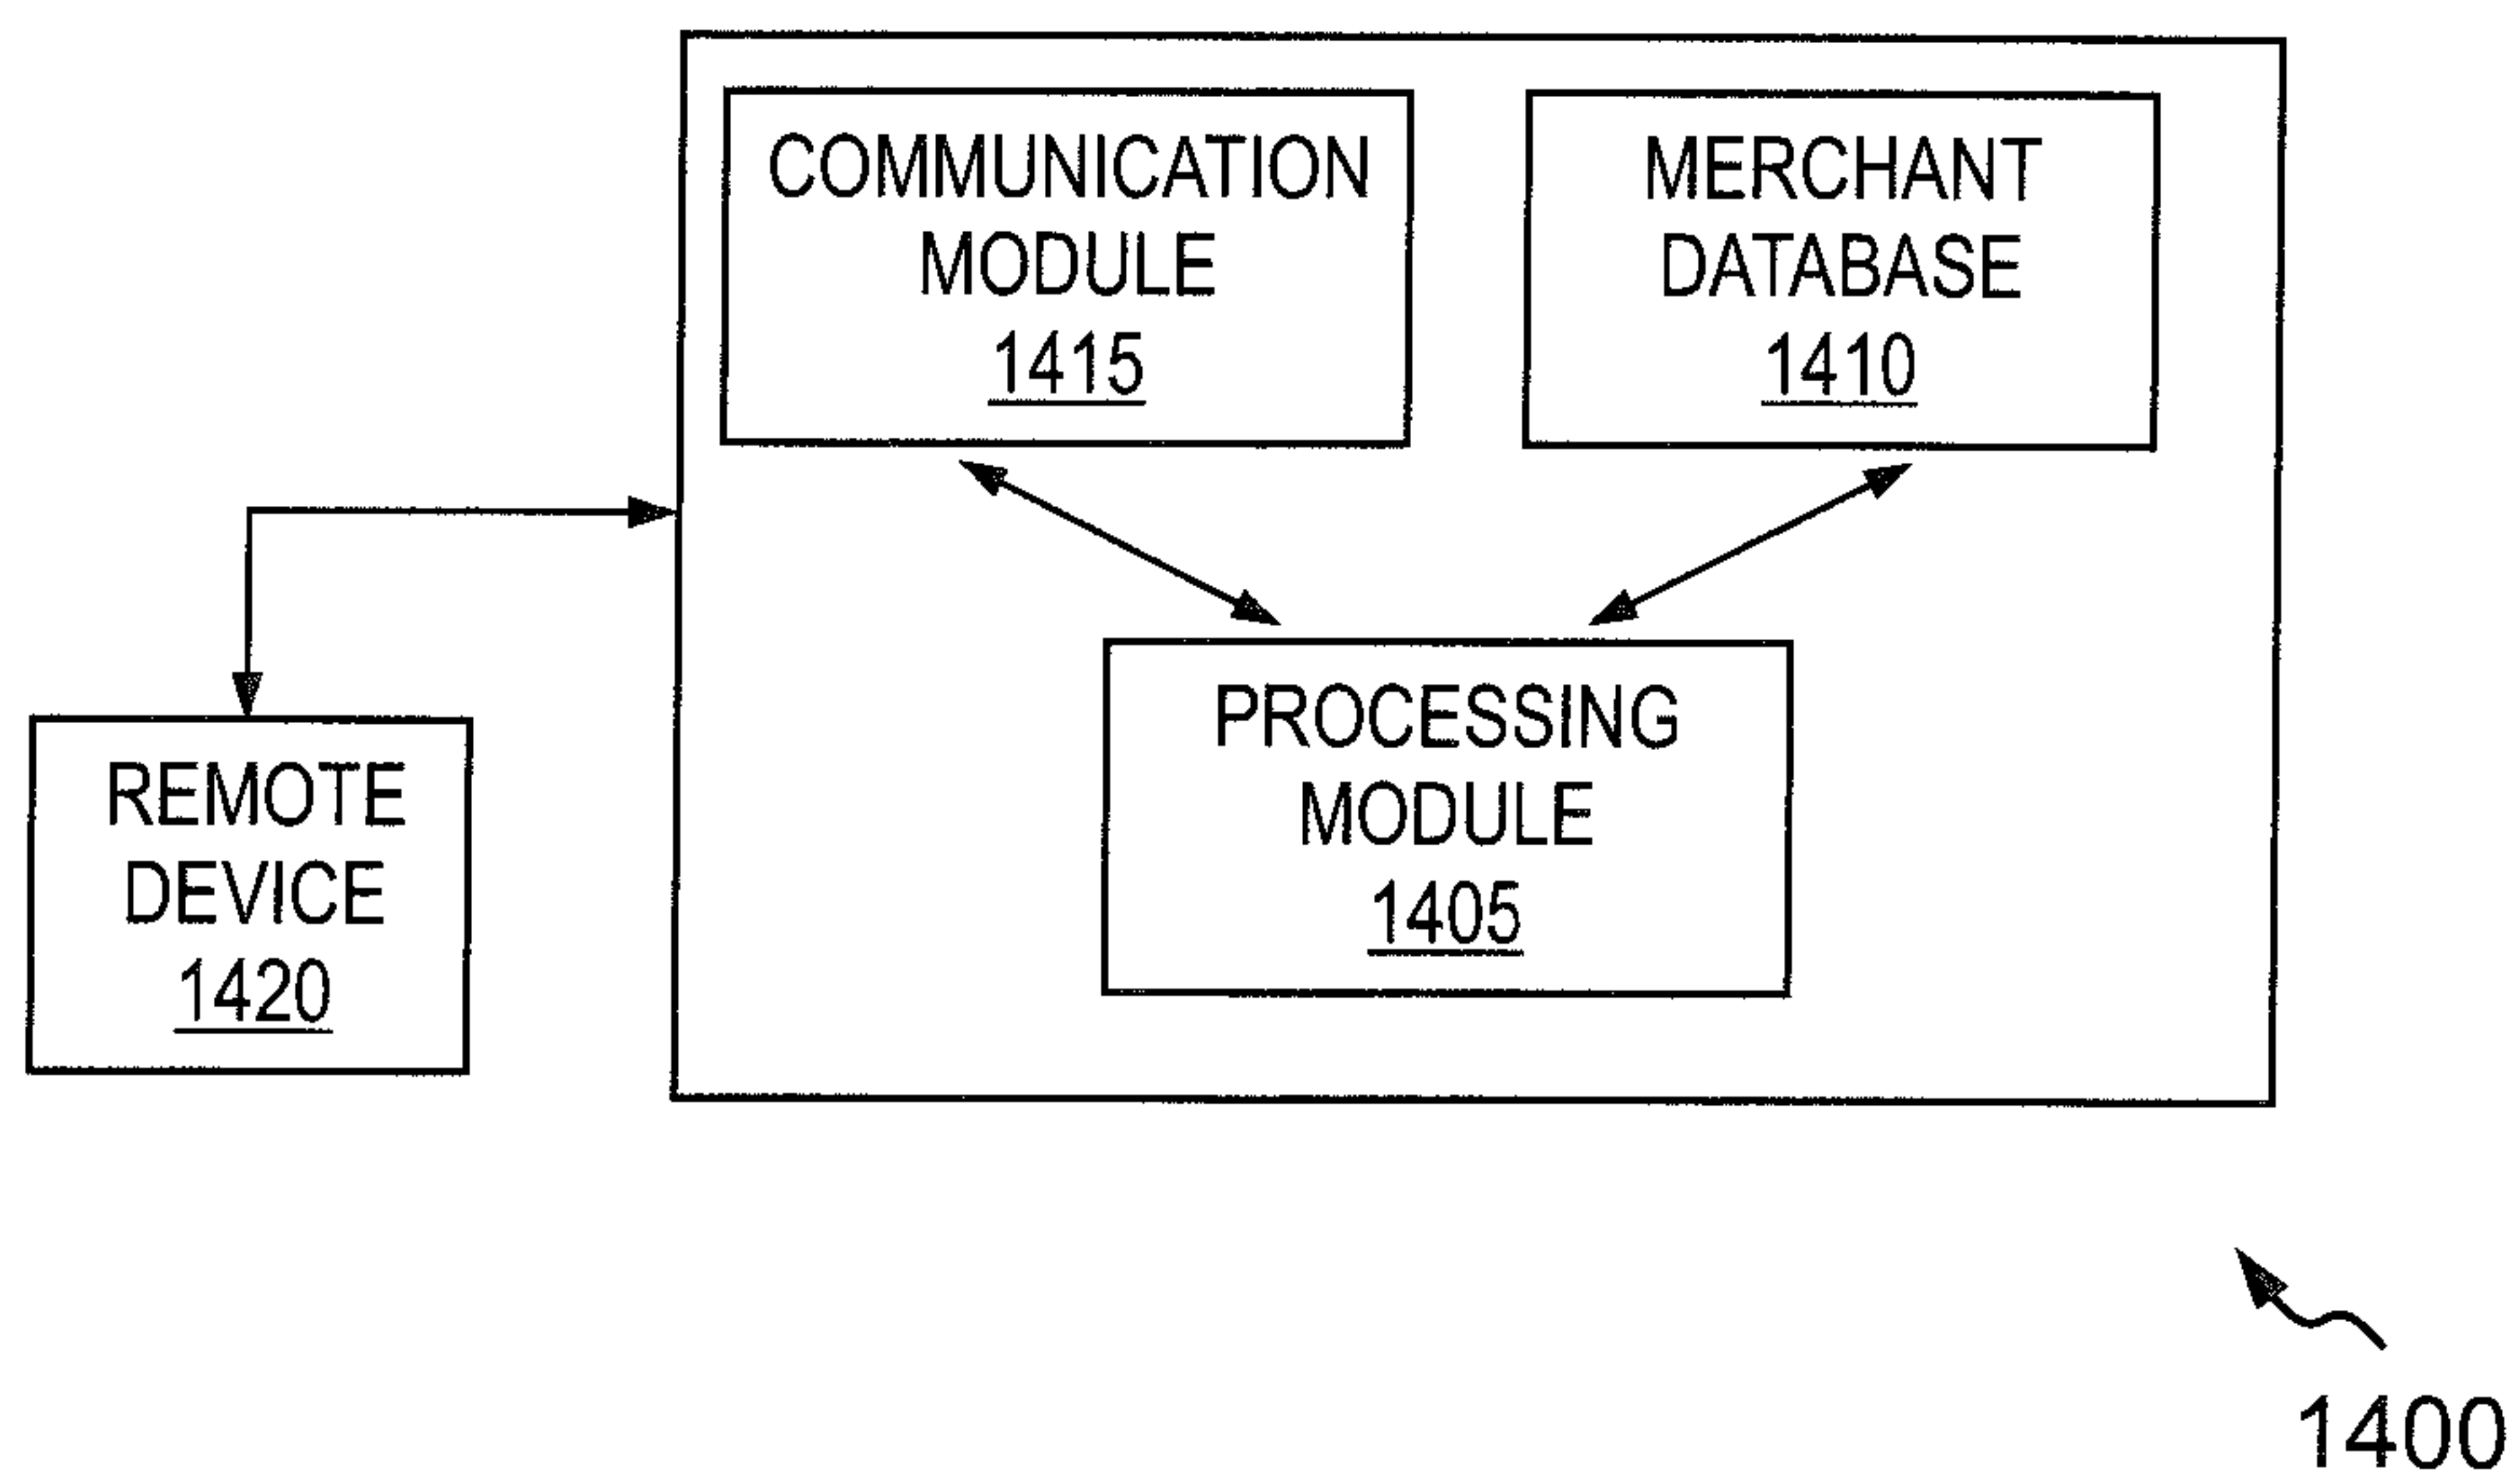 COMMUNICATION
MODULE
1415
MERCHANT
DATABASE
1410
PROCESSING
MODULE
1405
REMOTE
DEVICE
1420
1400